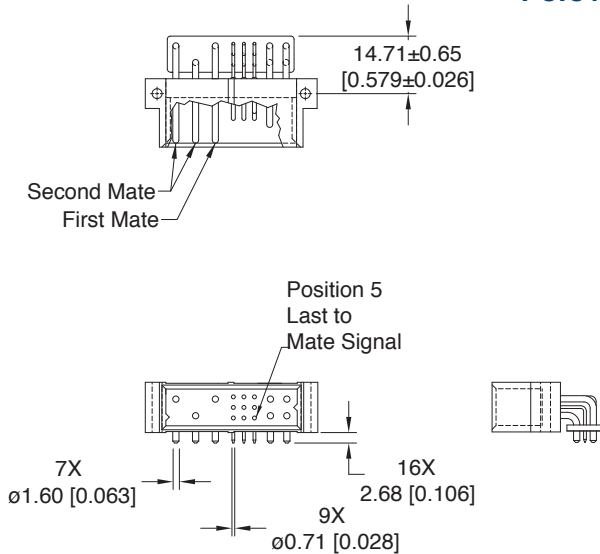 14.71±0.65
[0.579±0.026]
Second Mate
First Mate
Position 5
Last to
Mate Signal
7X
ø1.60 [0.063]
16X
2.68 [0.106]
9X
ø0.71 [0.028]